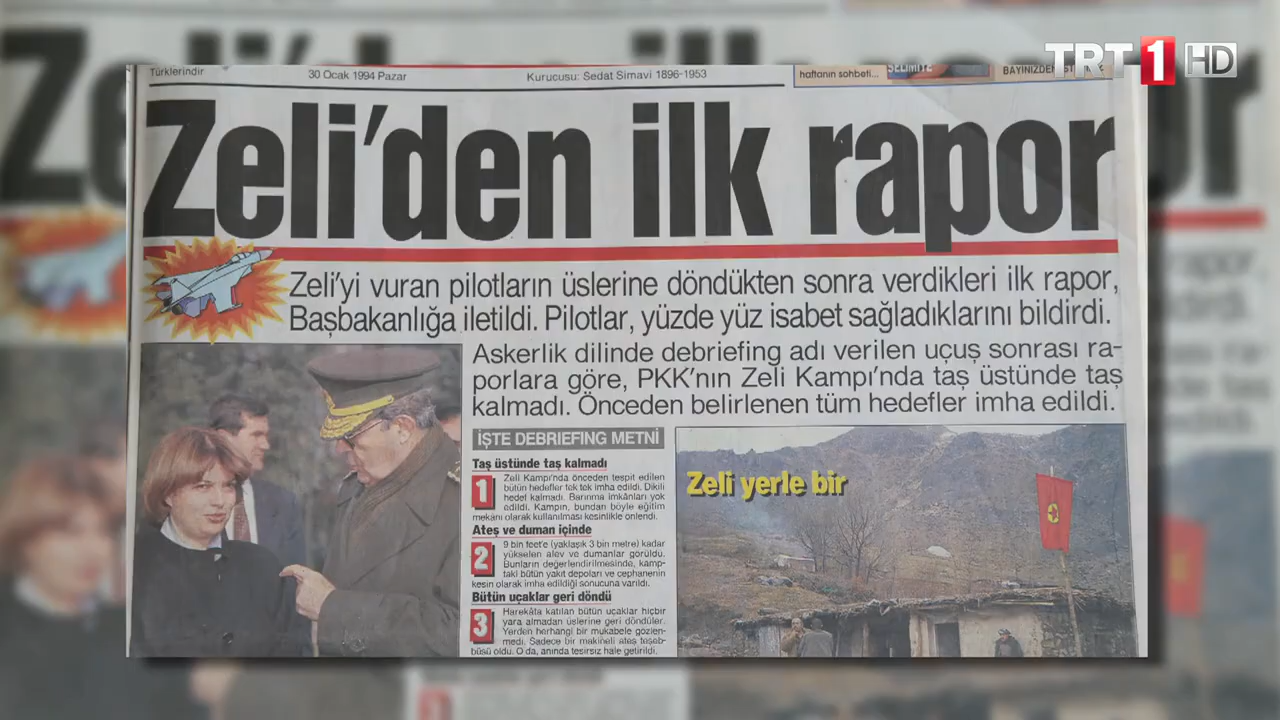 TRT 1 HD
Türklerindir
30 Ocak 1994 Pazar
Kurucusu: Sedat Simavi 1896-1953
haftanın sohbeti...
SELİMİYE
Zeli'den ilk rapor
Zeli'yi vuran pilotların üslerine döndükten sonra verdikleri ilk rapor,
Başbakanlığa iletildi. Pilotlar, yüzde yüz isabet sağladıklarını bildirdi.
Askerlik dilinde debriefing adı verilen uçuş sonrası ra-
porlara göre, PKK'nın Zeli Kampı'nda taş üstünde taş
kalmadı. Önceden belirlenen tüm hedefler imha edildi.
İŞTE DEBRIEFING METNİ
Taş üstünde taş kalmadı
1
Zeli Kampı'nda önceden tespit edilen
bütün hedefler tek tek imha edildi. Dikili
hedef kalmadı. Barınma imkânları yok
edildi. Kampın, bundan böyle eğitim
mekânı olarak kullanılması kesinlikle önlendi.
Ateş ve duman içinde
2
9 bin feet'e (yaklaşık 3 bin metre) kadar
yükselen alev ve dumanlar görüldü.
Bunların değerlendirilmesinde, kamp-
taki bütün yakıt depoları ve cephanenin
kesin olarak imha edildiği sonucuna varıldı.
Bütün uçaklar geri döndü
3
Harekâta katılan bütün uçaklar hiçbir
yara almadan üslerine geri döndüler.
Yerden herhangi bir mukabele gözlen-
medi. Sadece bir makineli ateş teşeb-
büsü oldu. O da, anında tesirsiz hale getirildi.
Zeli yerle bir